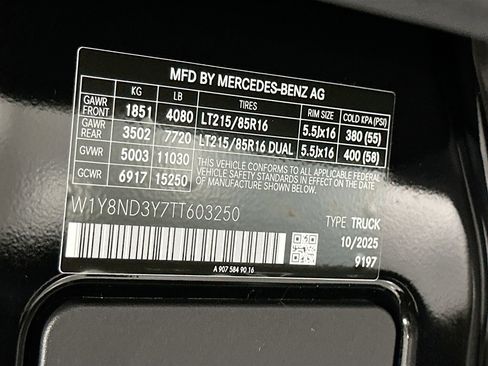 MFD BY MERCEDES-BENZ AG
KG LB TIRES RIM SIZE COLD KPA (PSI)
GAWR FRONT 1851 4080 LT215/85R16 5.5Jx16 380 (55)
GAWR REAR 3502 7720 LT215/85R16 DUAL 5.5Jx16 400 (58)
GVWR 5003 11030 THIS VEHICLE CONFORMS TO ALL APPLICABLE
GCWR 6917 15250 FEDERAL MOTOR VEHICLE SAFETY STANDARDS IN
EFFECT ON THE DATE OF MANUFACTURE SHOWN.
W1Y8ND3Y7TT603250
TYPE TRUCK
10/2025
9197
A 907 584 90 16